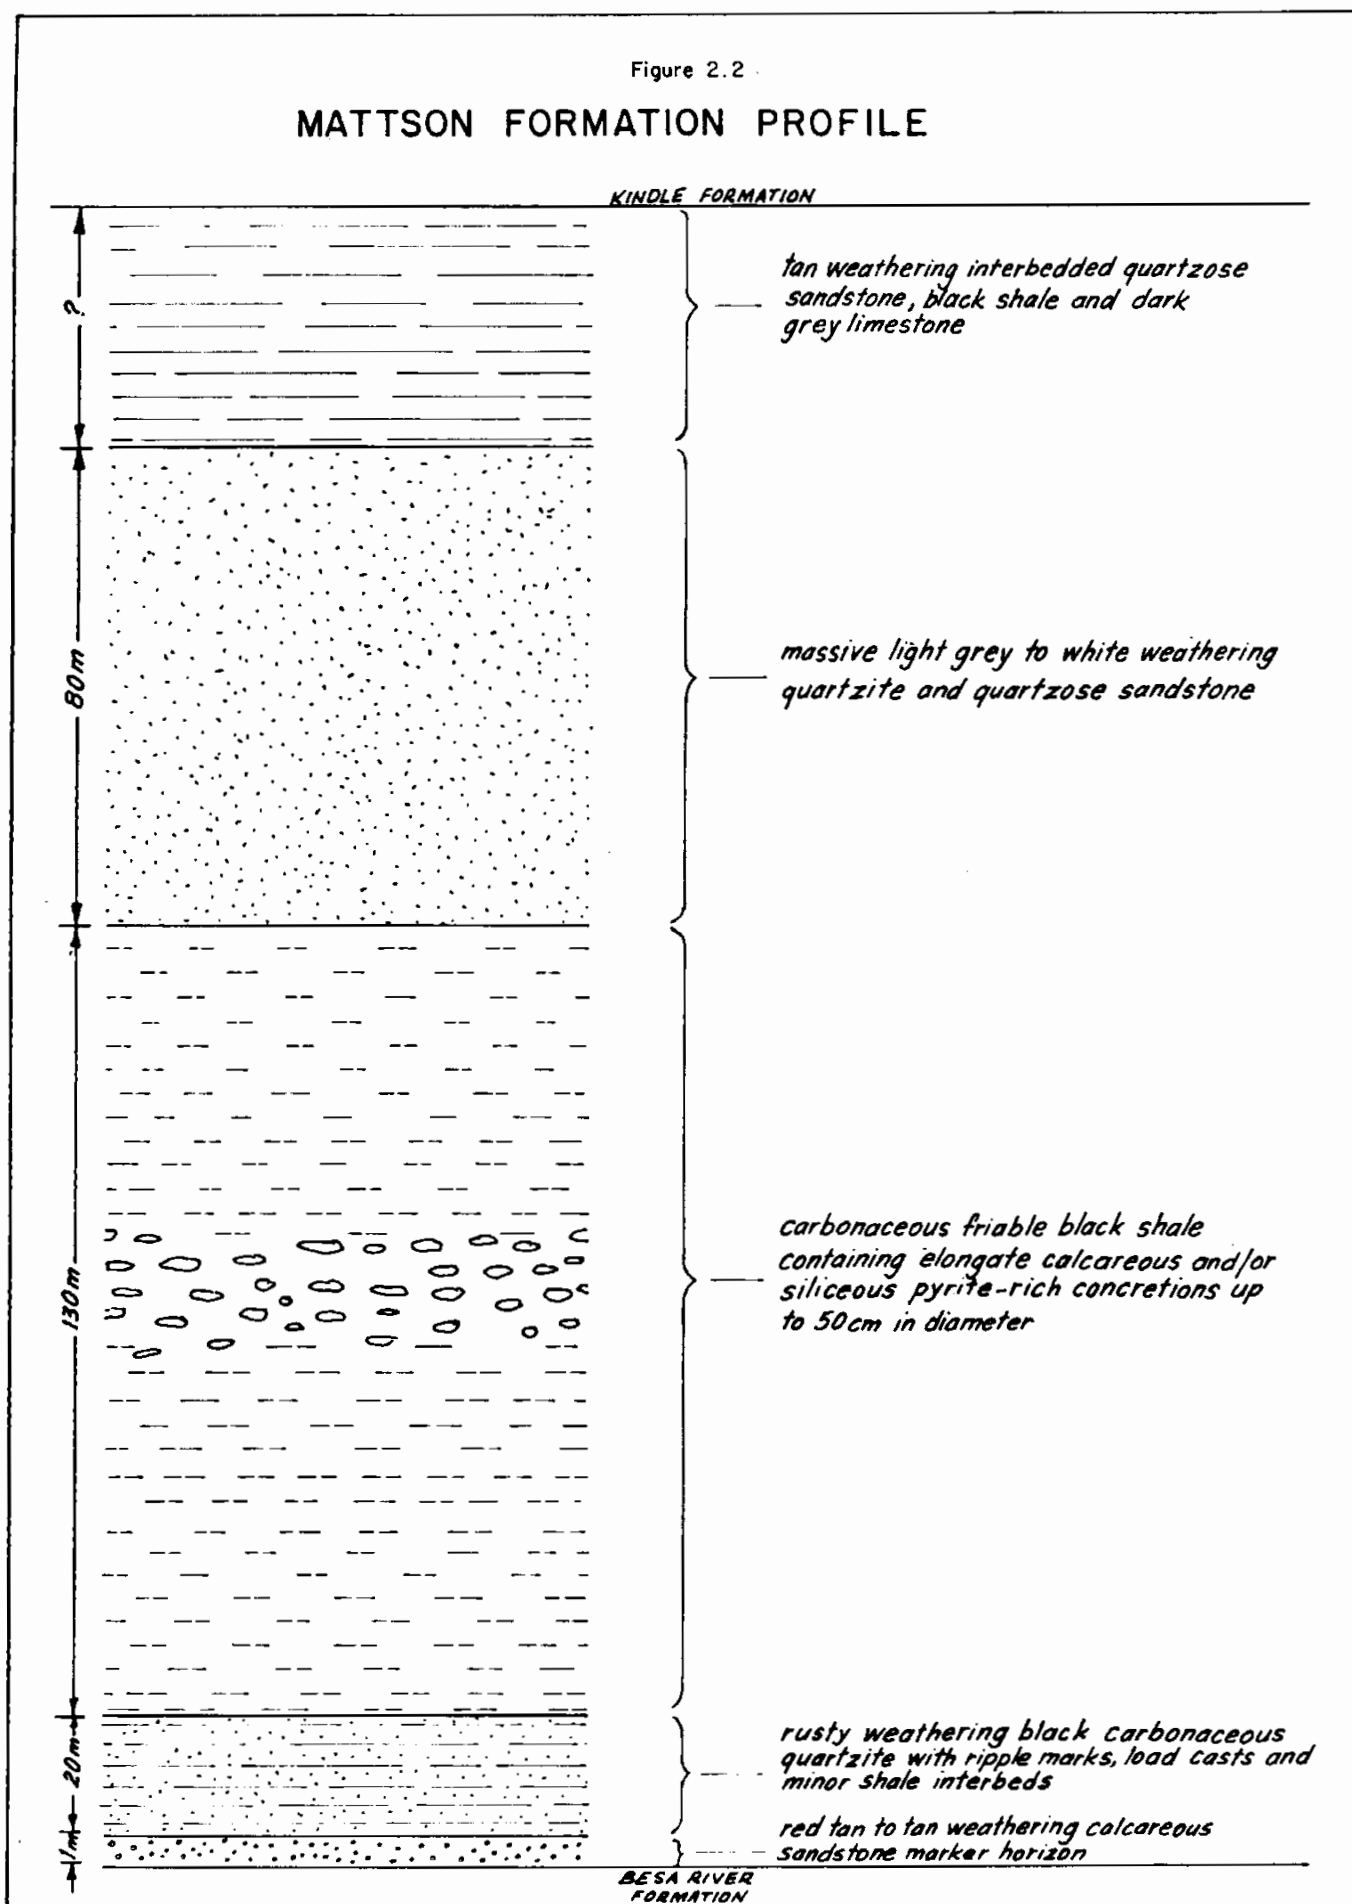 Figure 2.2
MATTSON FORMATION PROFILE
KINDLE FORMATION
?
tan weathering interbedded quartzose
sandstone, black shale and dark
grey limestone
80m
massive light grey to white weathering
quartzite and quartzose sandstone
130m
carbonaceous friable black shale
containing elongate calcareous and/or
siliceous pyrite-rich concretions up
to 50cm in diameter
20m
rusty weathering black carbonaceous
quartzite with ripple marks, load casts and
minor shale interbeds
1m
red tan to tan weathering calcareous
sandstone marker horizon
BESA RIVER
FORMATION